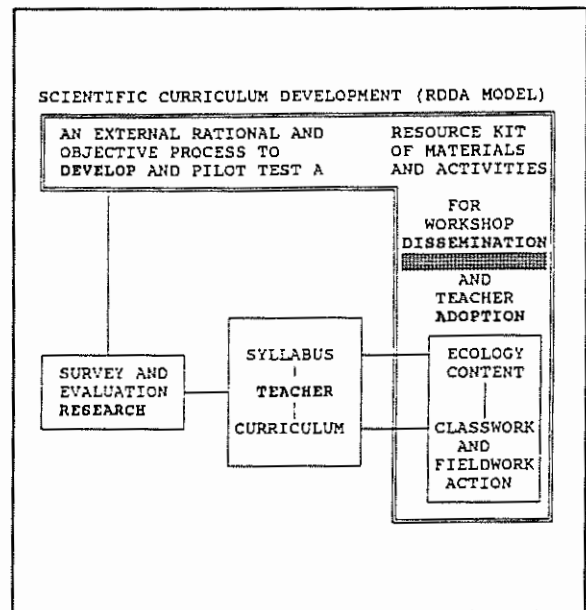 SCIENTIFIC CURRICULUM DEVELOPMENT (RDDA MODEL)
AN EXTERNAL RATIONAL AND
OBJECTIVE PROCESS TO
DEVELOP AND PILOT TEST A
RESOURCE KIT
OF MATERIALS
AND ACTIVITIES
FOR
WORKSHOP
DISSEMINATION
AND
TEACHER
ADOPTION
SURVEY AND
EVALUATION
RESEARCH
SYLLABUS
TEACHER
CURRICULUM
ECOLOGY
CONTENT
CLASSWORK
AND
FIELDWORK
ACTION